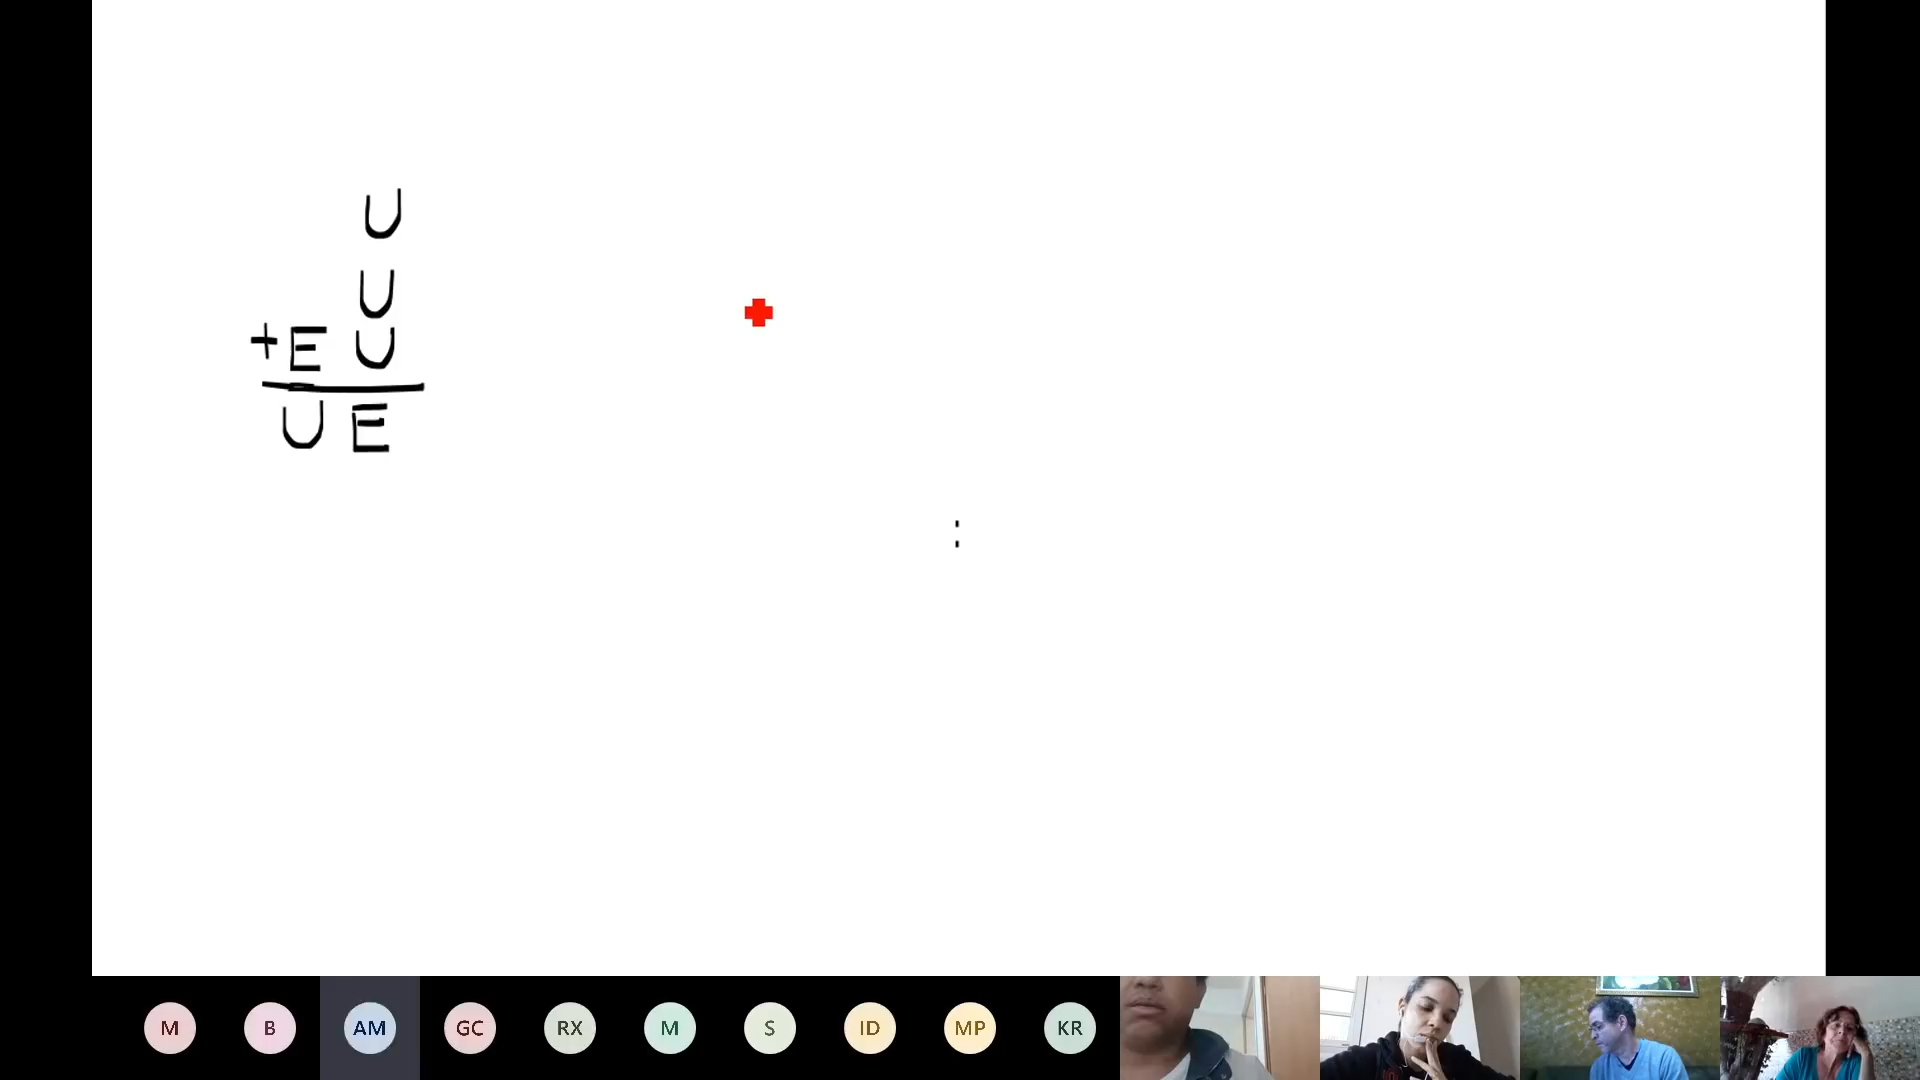 U
U
+ E U
U E
:
M B AM GC RX M S ID MP KR